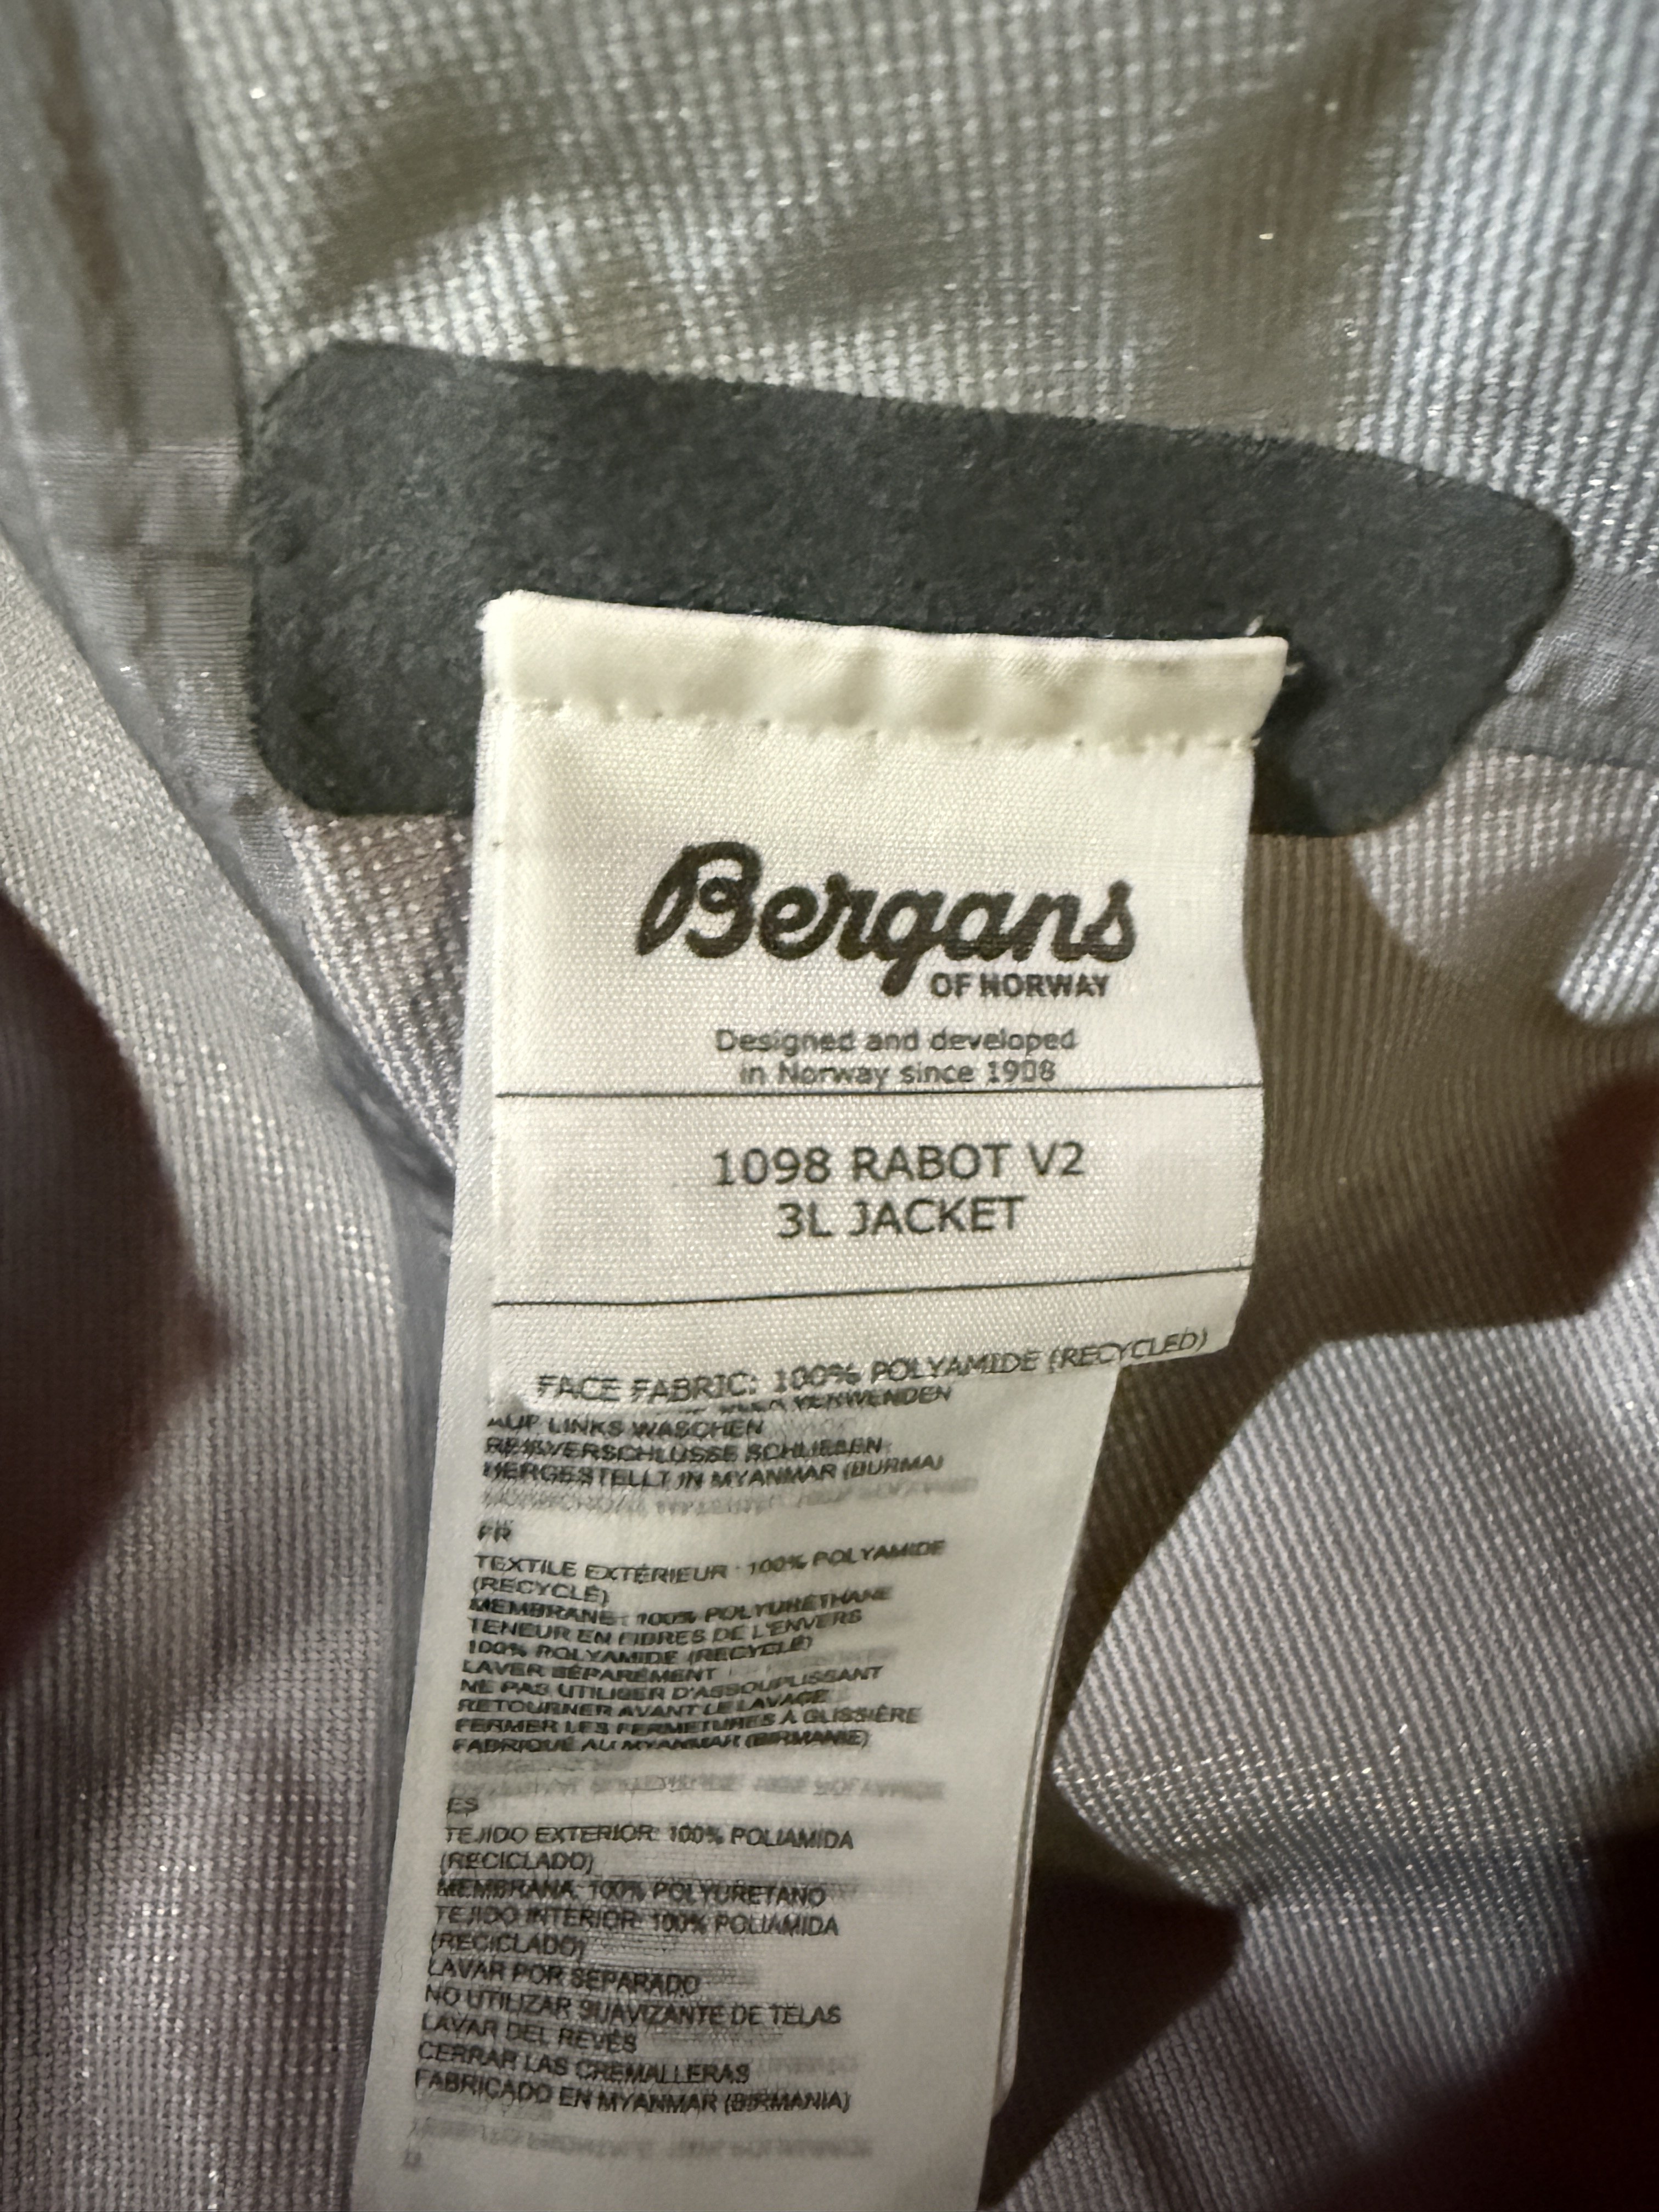 Bergans
OF NORWAY
Designed and developed
in Norway since 1908
1098 RABOT V2
3L JACKET
FACE FABRIC: 100% POLYAMIDE (RECYCLED)
VERWENDEN
AUF LINKS WASCHEN
REIßVERSCHLÜSSE SCHLIEßEN
HERGESTELLT IN MYANMAR (BURMA)
FR
TEXTILE EXTÉRIEUR : 100% POLYAMIDE
(RECYCLÉ)
MEMBRANE : 100% POLYURÉTHANE
TENEUR EN FIBRES DE L'ENVERS
100% POLYAMIDE (RECYCLÉ)
LAVER SÉPARÉMENT
NE PAS UTILISER D'ASSOUPLISSANT
RETOURNER AVANT LE LAVAGE
FERMER LES FERMETURES À GLISSIÈRE
FABRIQUÉ AU MYANMAR (BIRMANIE)
ES
TEJIDO EXTERIOR: 100% POLIAMIDA
(RECICLADO)
MEMBRANA: 100% POLYURETANO
TEJIDO INTERIOR: 100% POLIAMIDA
(RECICLADO)
LAVAR POR SEPARADO
NO UTILIZAR SUAVIZANTE DE TELAS
LAVAR DEL REVÉS
CERRAR LAS CREMALLERAS
FABRICADO EN MYANMAR (BIRMANIA)